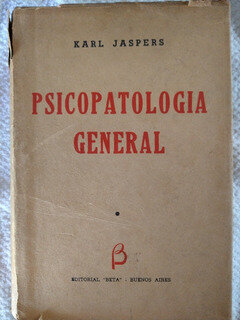 KARL JASPERS
PSICOPATOLOGIA
GENERAL
β
EDITORIAL "BETA" - BUENOS AIRES